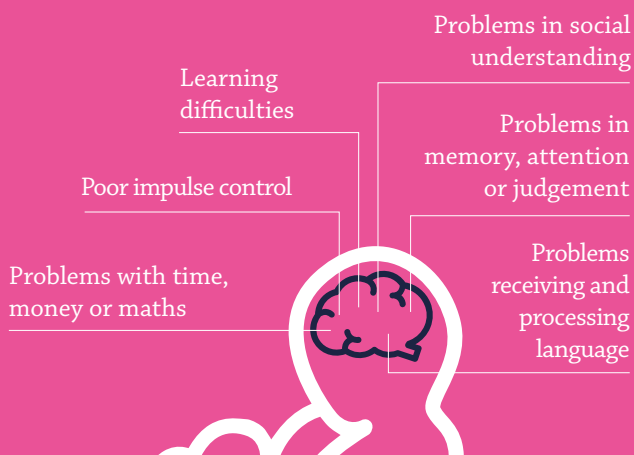 Problems in social
understanding
Learning
difficulties
Problems in
memory, attention
or judgement
Poor impulse control
Problems with time,
money or maths
Problems
receiving and
processing
language